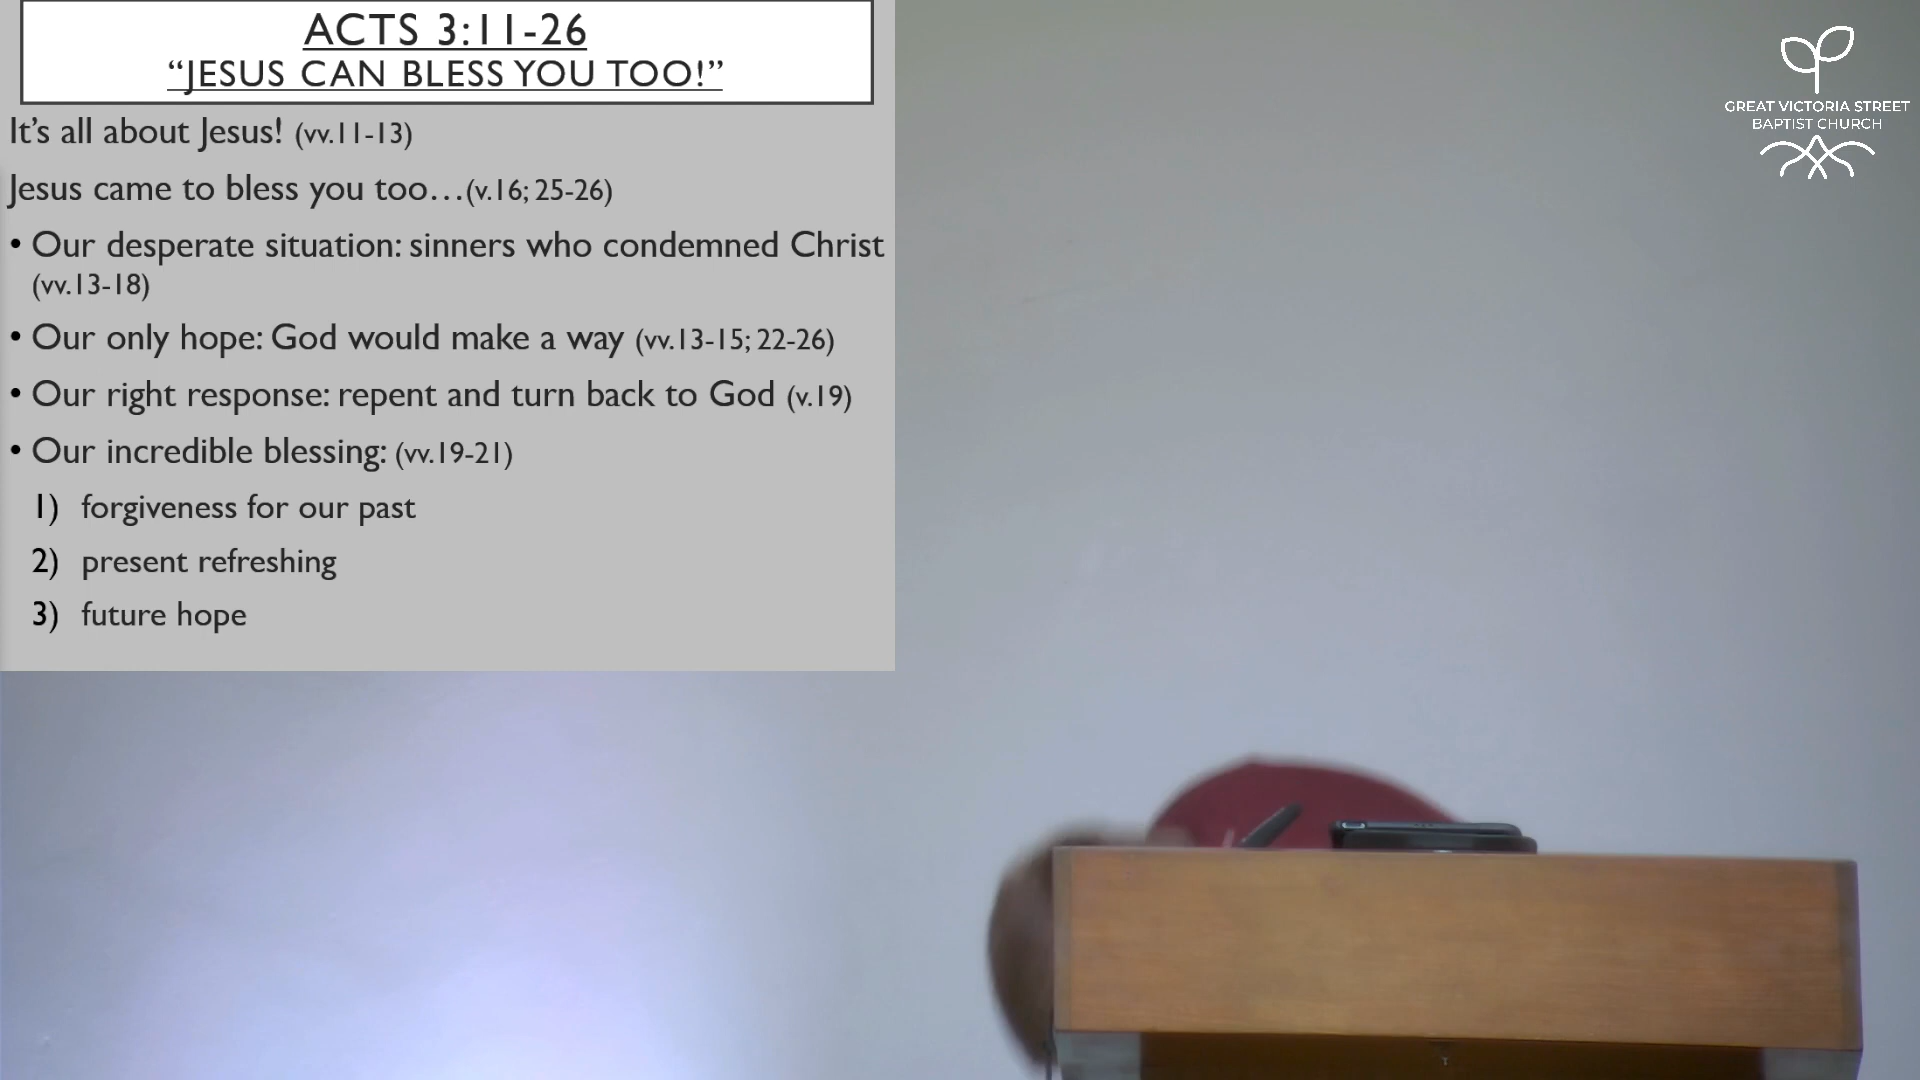 ACTS 3:11-26
“JESUS CAN BLESS YOU TOO!”
It’s all about Jesus! (vv.11-13)
Jesus came to bless you too…(v.16; 25-26)
• Our desperate situation: sinners who condemned Christ
(vv.13-18)
• Our only hope: God would make a way (vv.13-15; 22-26)
• Our right response: repent and turn back to God (v.19)
• Our incredible blessing: (vv.19-21)
1) forgiveness for our past
2) present refreshing
3) future hope
GREAT VICTORIA STREET
BAPTIST CHURCH